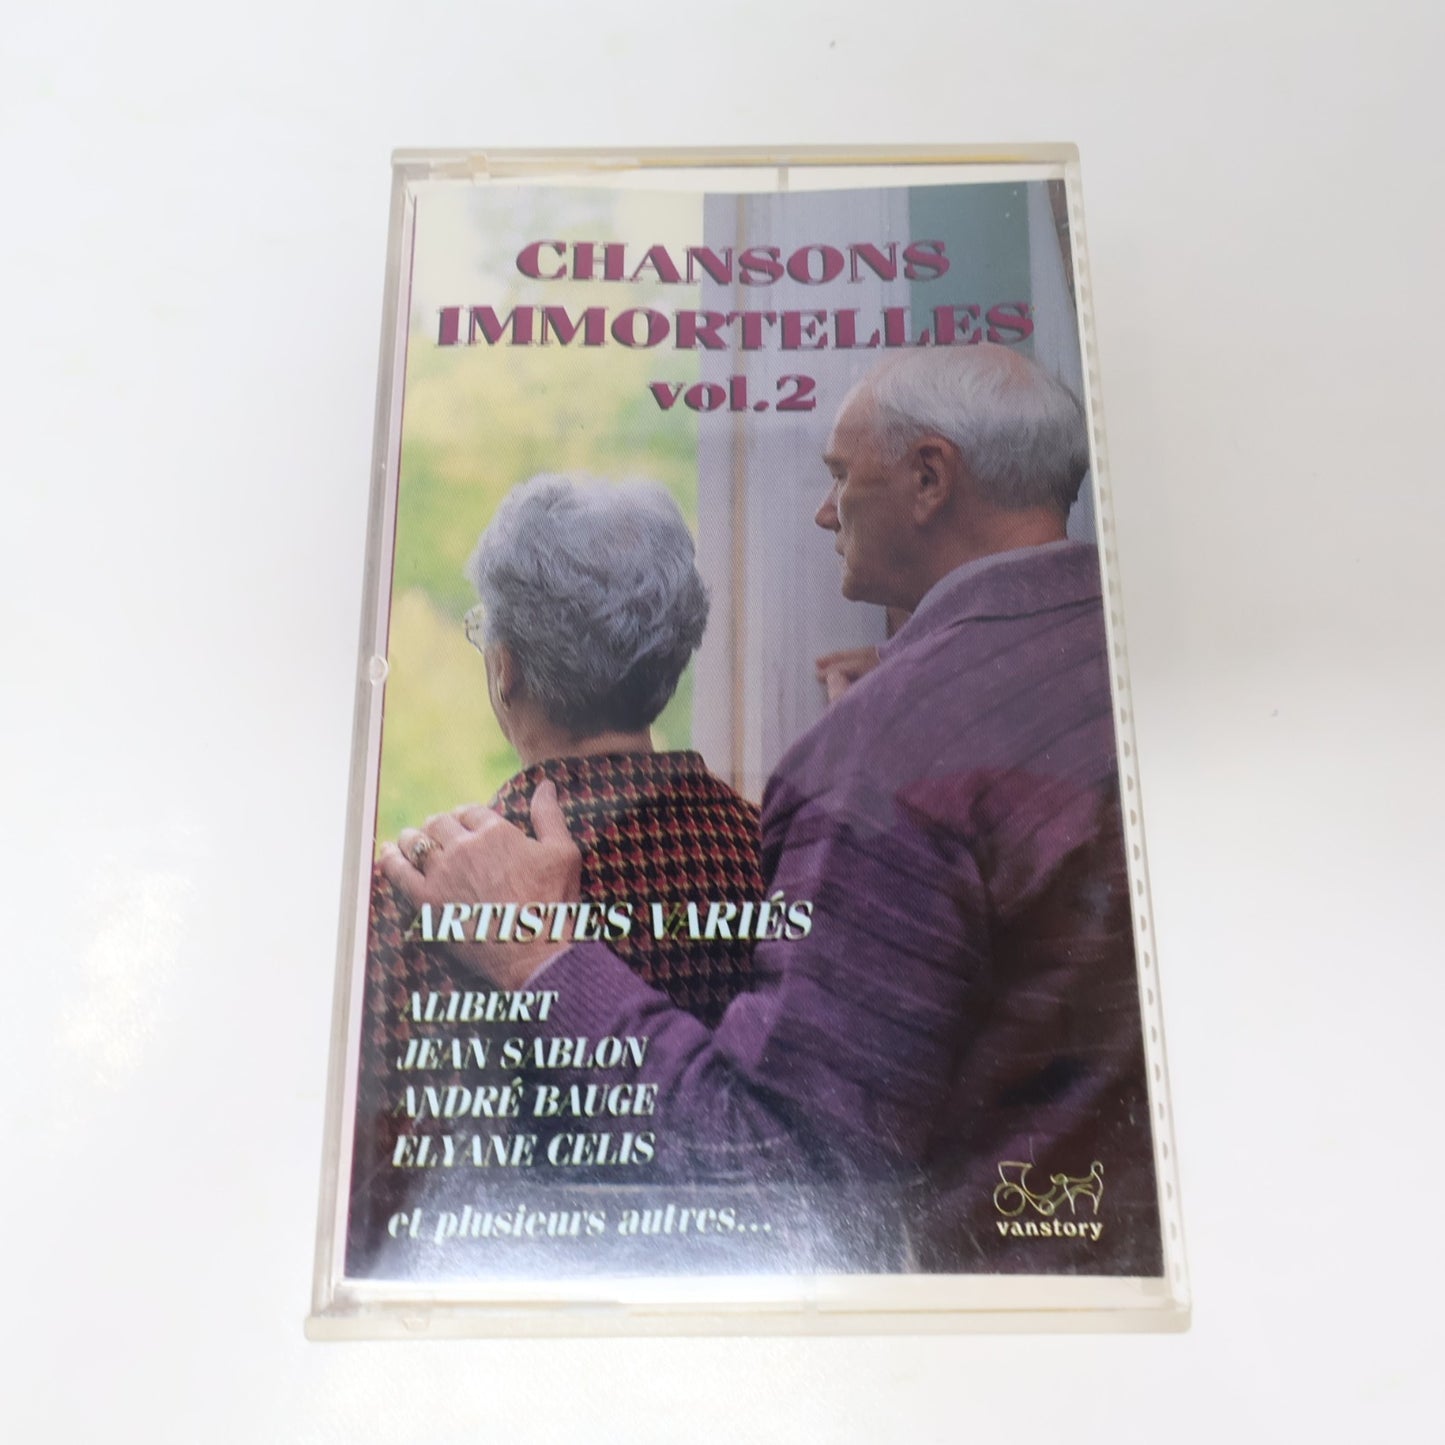 CHANSONS
IMMORTELLES
vol.2
ARTISTES VARIÉS
ALIBERT
JEAN SABLON
ANDRÉ BAUGE
ELYANE CELIS
et plusieurs autres...
vanstory